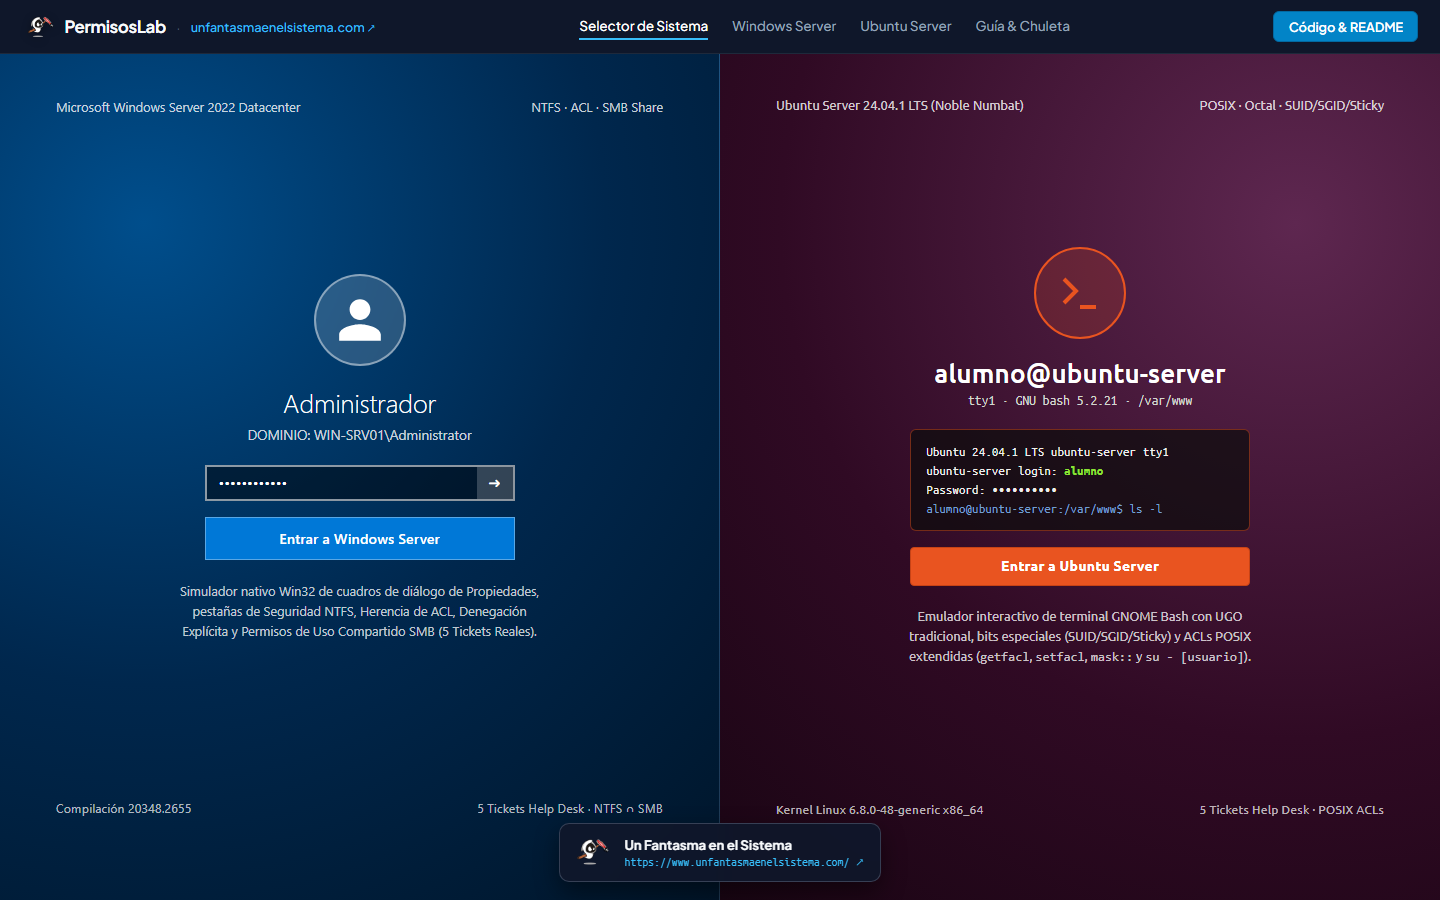 PermisosLab · unfantasmaenelsistema.com ↗
Selector de Sistema
Windows Server
Ubuntu Server
Guía & Chuleta
Código & README
Microsoft Windows Server 2022 Datacenter
NTFS · ACL · SMB Share
Administrador
DOMINIO: WIN-SRV01\Administrator
••••••••••••
➜
Entrar a Windows Server
Simulador nativo Win32 de cuadros de diálogo de Propiedades,
pestañas de Seguridad NTFS, Herencia de ACL, Denegación
Explícita y Permisos de Uso Compartido SMB (5 Tickets Reales).
Compilación 20348.2655
5 Tickets Help Desk · NTFS ∩ SMB
Ubuntu Server 24.04.1 LTS (Noble Numbat)
POSIX · Octal · SUID/SGID/Sticky
alumno@ubuntu-server
tty1 · GNU bash 5.2.21 · /var/www
Ubuntu 24.04.1 LTS ubuntu-server tty1
ubuntu-server login: alumno
Password: ••••••••••
alumno@ubuntu-server:/var/www$ ls -l
Entrar a Ubuntu Server
Emulador interactivo de terminal GNOME Bash con UGO
tradicional, bits especiales (SUID/SGID/Sticky) y ACLs POSIX
extendidas (getfacl, setfacl, mask:: y su - [usuario]).
Kernel Linux 6.8.0-48-generic x86_64
5 Tickets Help Desk · POSIX ACLs
Un Fantasma en el Sistema
https://www.unfantasmaenelsistema.com/ ↗